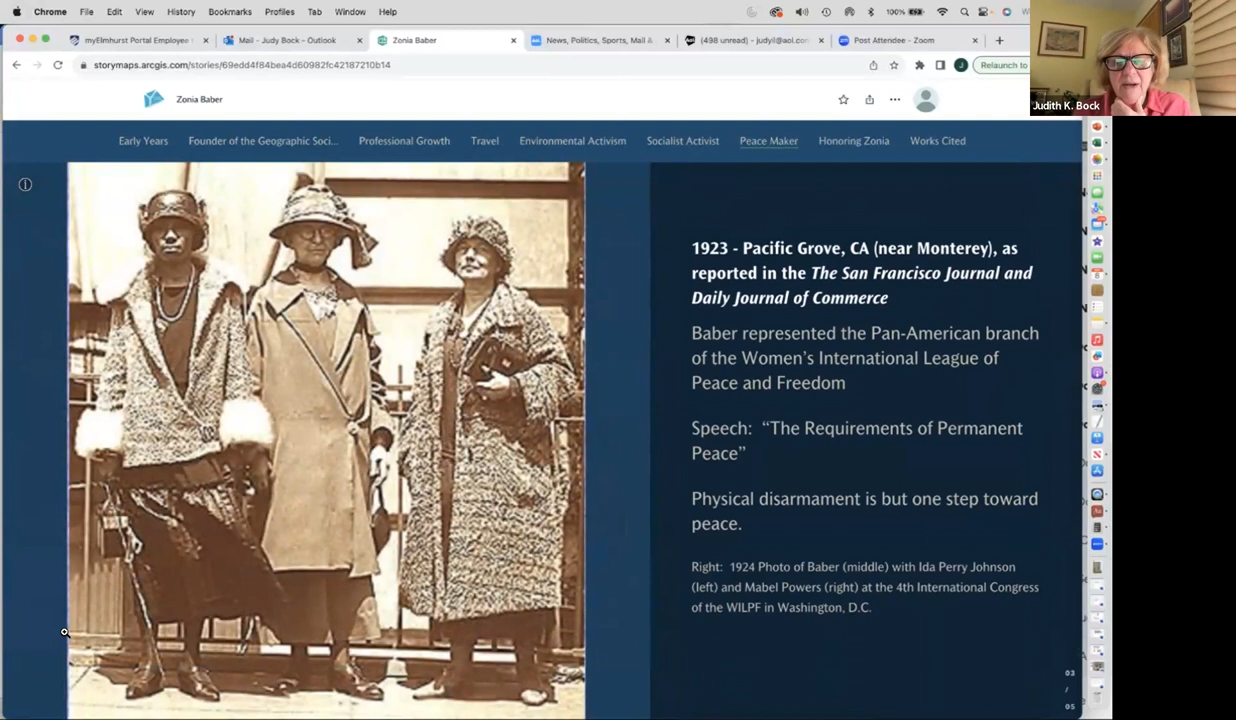 Chrome File Edit View History Bookmarks Profiles Tab Window Help
100%
myElmhurst Portal Employee
Mail - Judy Bock - Outlook
Zonia Baber
News, Politics, Sports, Mail &
(498 unread) - judyil@aol.com
Post Attendee - Zoom
storymaps.arcgis.com/stories/69edd4f84bea4d60982fc42187210b14
J
Relaunch to
Judith K. Bock
Zonia Baber
Early Years Founder of the Geographic Soci... Professional Growth Travel Environmental Activism Socialist Activist Peace Maker Honoring Zonia Works Cited
1923 - Pacific Grove, CA (near Monterey), as
reported in the The San Francisco Journal and
Daily Journal of Commerce
Baber represented the Pan-American branch
of the Women's International League of
Peace and Freedom
Speech: “The Requirements of Permanent
Peace”
Physical disarmament is but one step toward
peace.
Right: 1924 Photo of Baber (middle) with Ida Perry Johnson
(left) and Mabel Powers (right) at the 4th International Congress
of the WILPF in Washington, D.C.
03
/
05